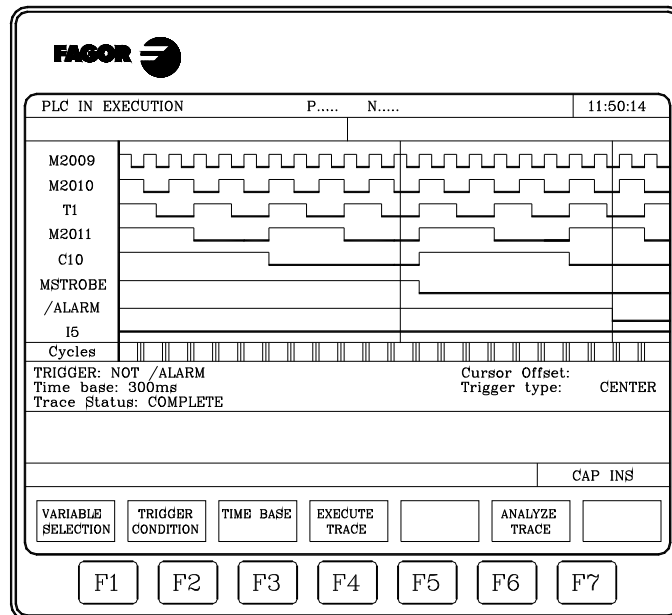 FAGOR
PLC IN EXECUTION P..... N..... 11:50:14
M2009
M2010
T1
M2011
C10
MSTROBE
/ALARM
I5
Cycles
TRIGGER: NOT /ALARM Cursor Offset:
Time base: 300ms Trigger type: CENTER
Trace Status: COMPLETE
CAP INS
VARIABLE SELECTION
TRIGGER CONDITION
TIME BASE
EXECUTE TRACE
ANALYZE TRACE
F1 F2 F3 F4 F5 F6 F7